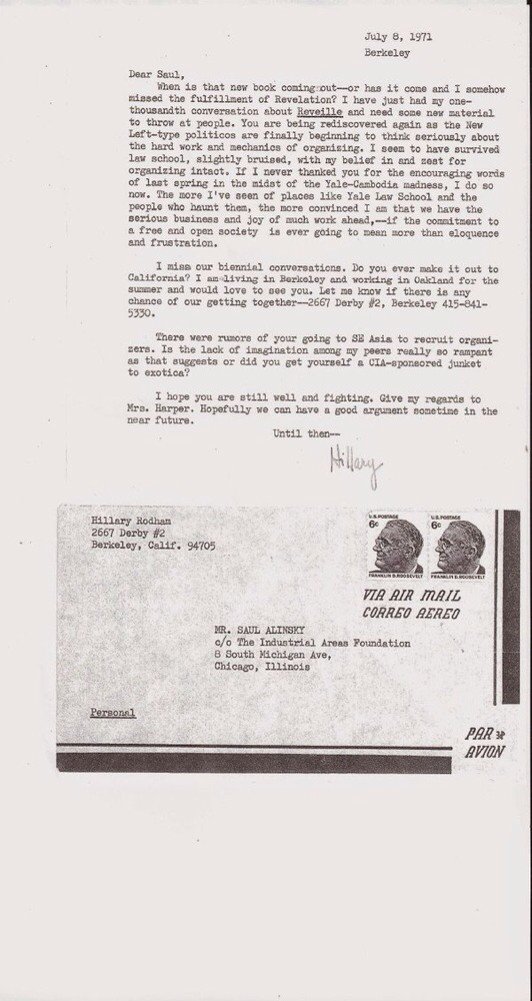 July 8, 1971
Berkeley
Dear Saul,
When is that new book coming out—or has it come and I somehow
missed the fulfillment of Revelation? I have just had my one-
thousandth conversation about Reveille and need some new material
to throw at people. You are being rediscovered again as the New
Left-type politicos are finally beginning to think seriously about
the hard work and mechanics of organizing. I seem to have survived
law school, slightly bruised, with my belief in and zest for
organizing intact. If I never thanked you for the encouraging words
of last spring in the midst of the Yale-Cambodia madness, I do so
now. The more I've seen of places like Yale Law School and the
people who haunt them, the more convinced I am that we have the
serious business and joy of much work ahead,—if the commitment to
a free and open society is ever going to mean more than eloquence
and frustration.
I miss our biennial conversations. Do you ever make it out to
California? I am living in Berkeley and working in Oakland for the
summer and would love to see you. Let me know if there is any
chance of our getting together—2667 Derby #2, Berkeley 415-841-
5330.
There were rumors of your going to SE Asia to recruit organi-
zers. Is the lack of imagination among my peers really so rampant
as that suggests or did you get yourself a CIA-sponsored junket
to exotica?
I hope you are still well and fighting. Give my regards to
Mrs. Harper. Hopefully we can have a good argument sometime in the
near future.
Until then—
Hillary
Hillary Rodham
2667 Derby #2
Berkeley, Calif. 94705
U.S. POSTAGE
6¢
FRANKLIN D. ROOSEVELT
U.S. POSTAGE
6¢
FRANKLIN D. ROOSEVELT
VIA AIR MAIL
CORREO AEREO
MR. SAUL ALINSKY
c/o The Industrial Areas Foundation
8 South Michigan Ave,
Chicago, Illinois
Personal
PAR
AVION